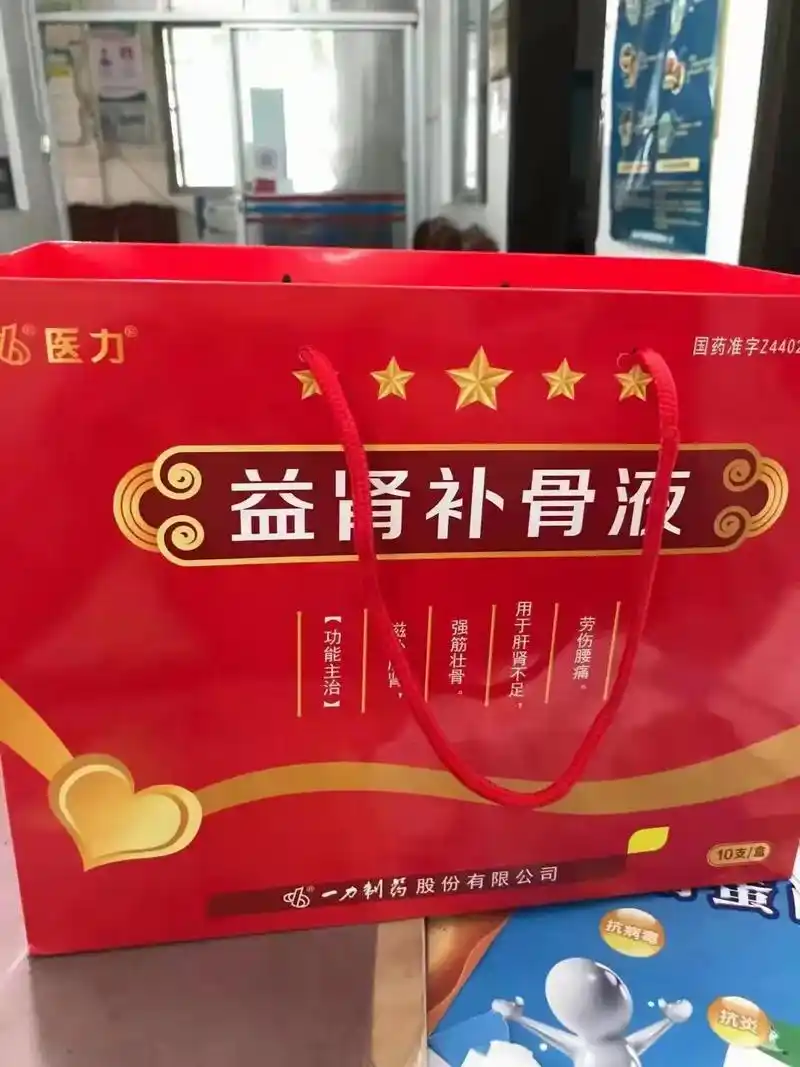 医力
国药准字Z4402
益肾补骨液
【功能主治】
强筋壮骨。
用于肝肾不足，
劳伤腰痛。
10支/盒
一力制药股份有限公司
抗病毒
抗炎